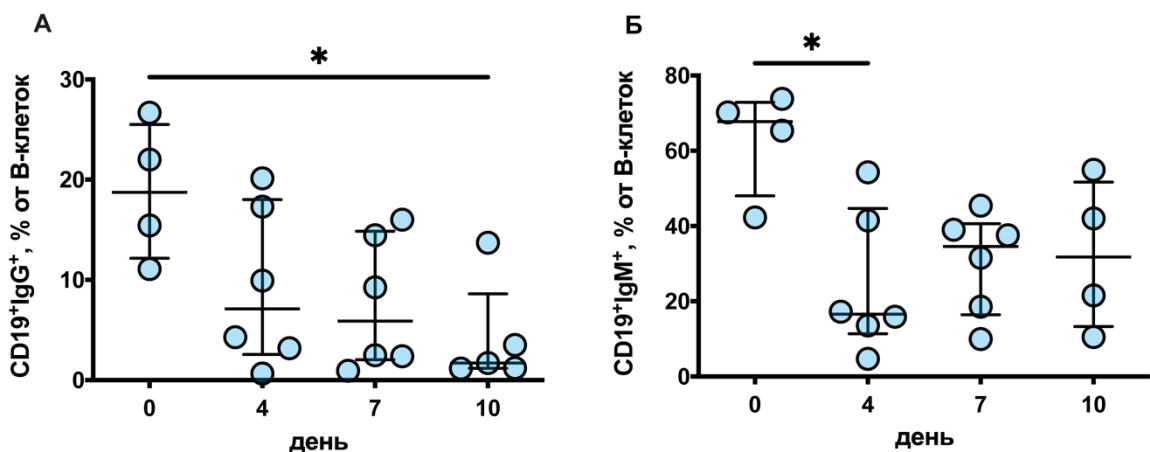 А
CD19⁺IgG⁺, % от В-клеток
30
20
10
0
*
0 4 7 10
день
Б
CD19⁺IgM⁺, % от В-клеток
80
60
40
20
0
*
0 4 7 10
день